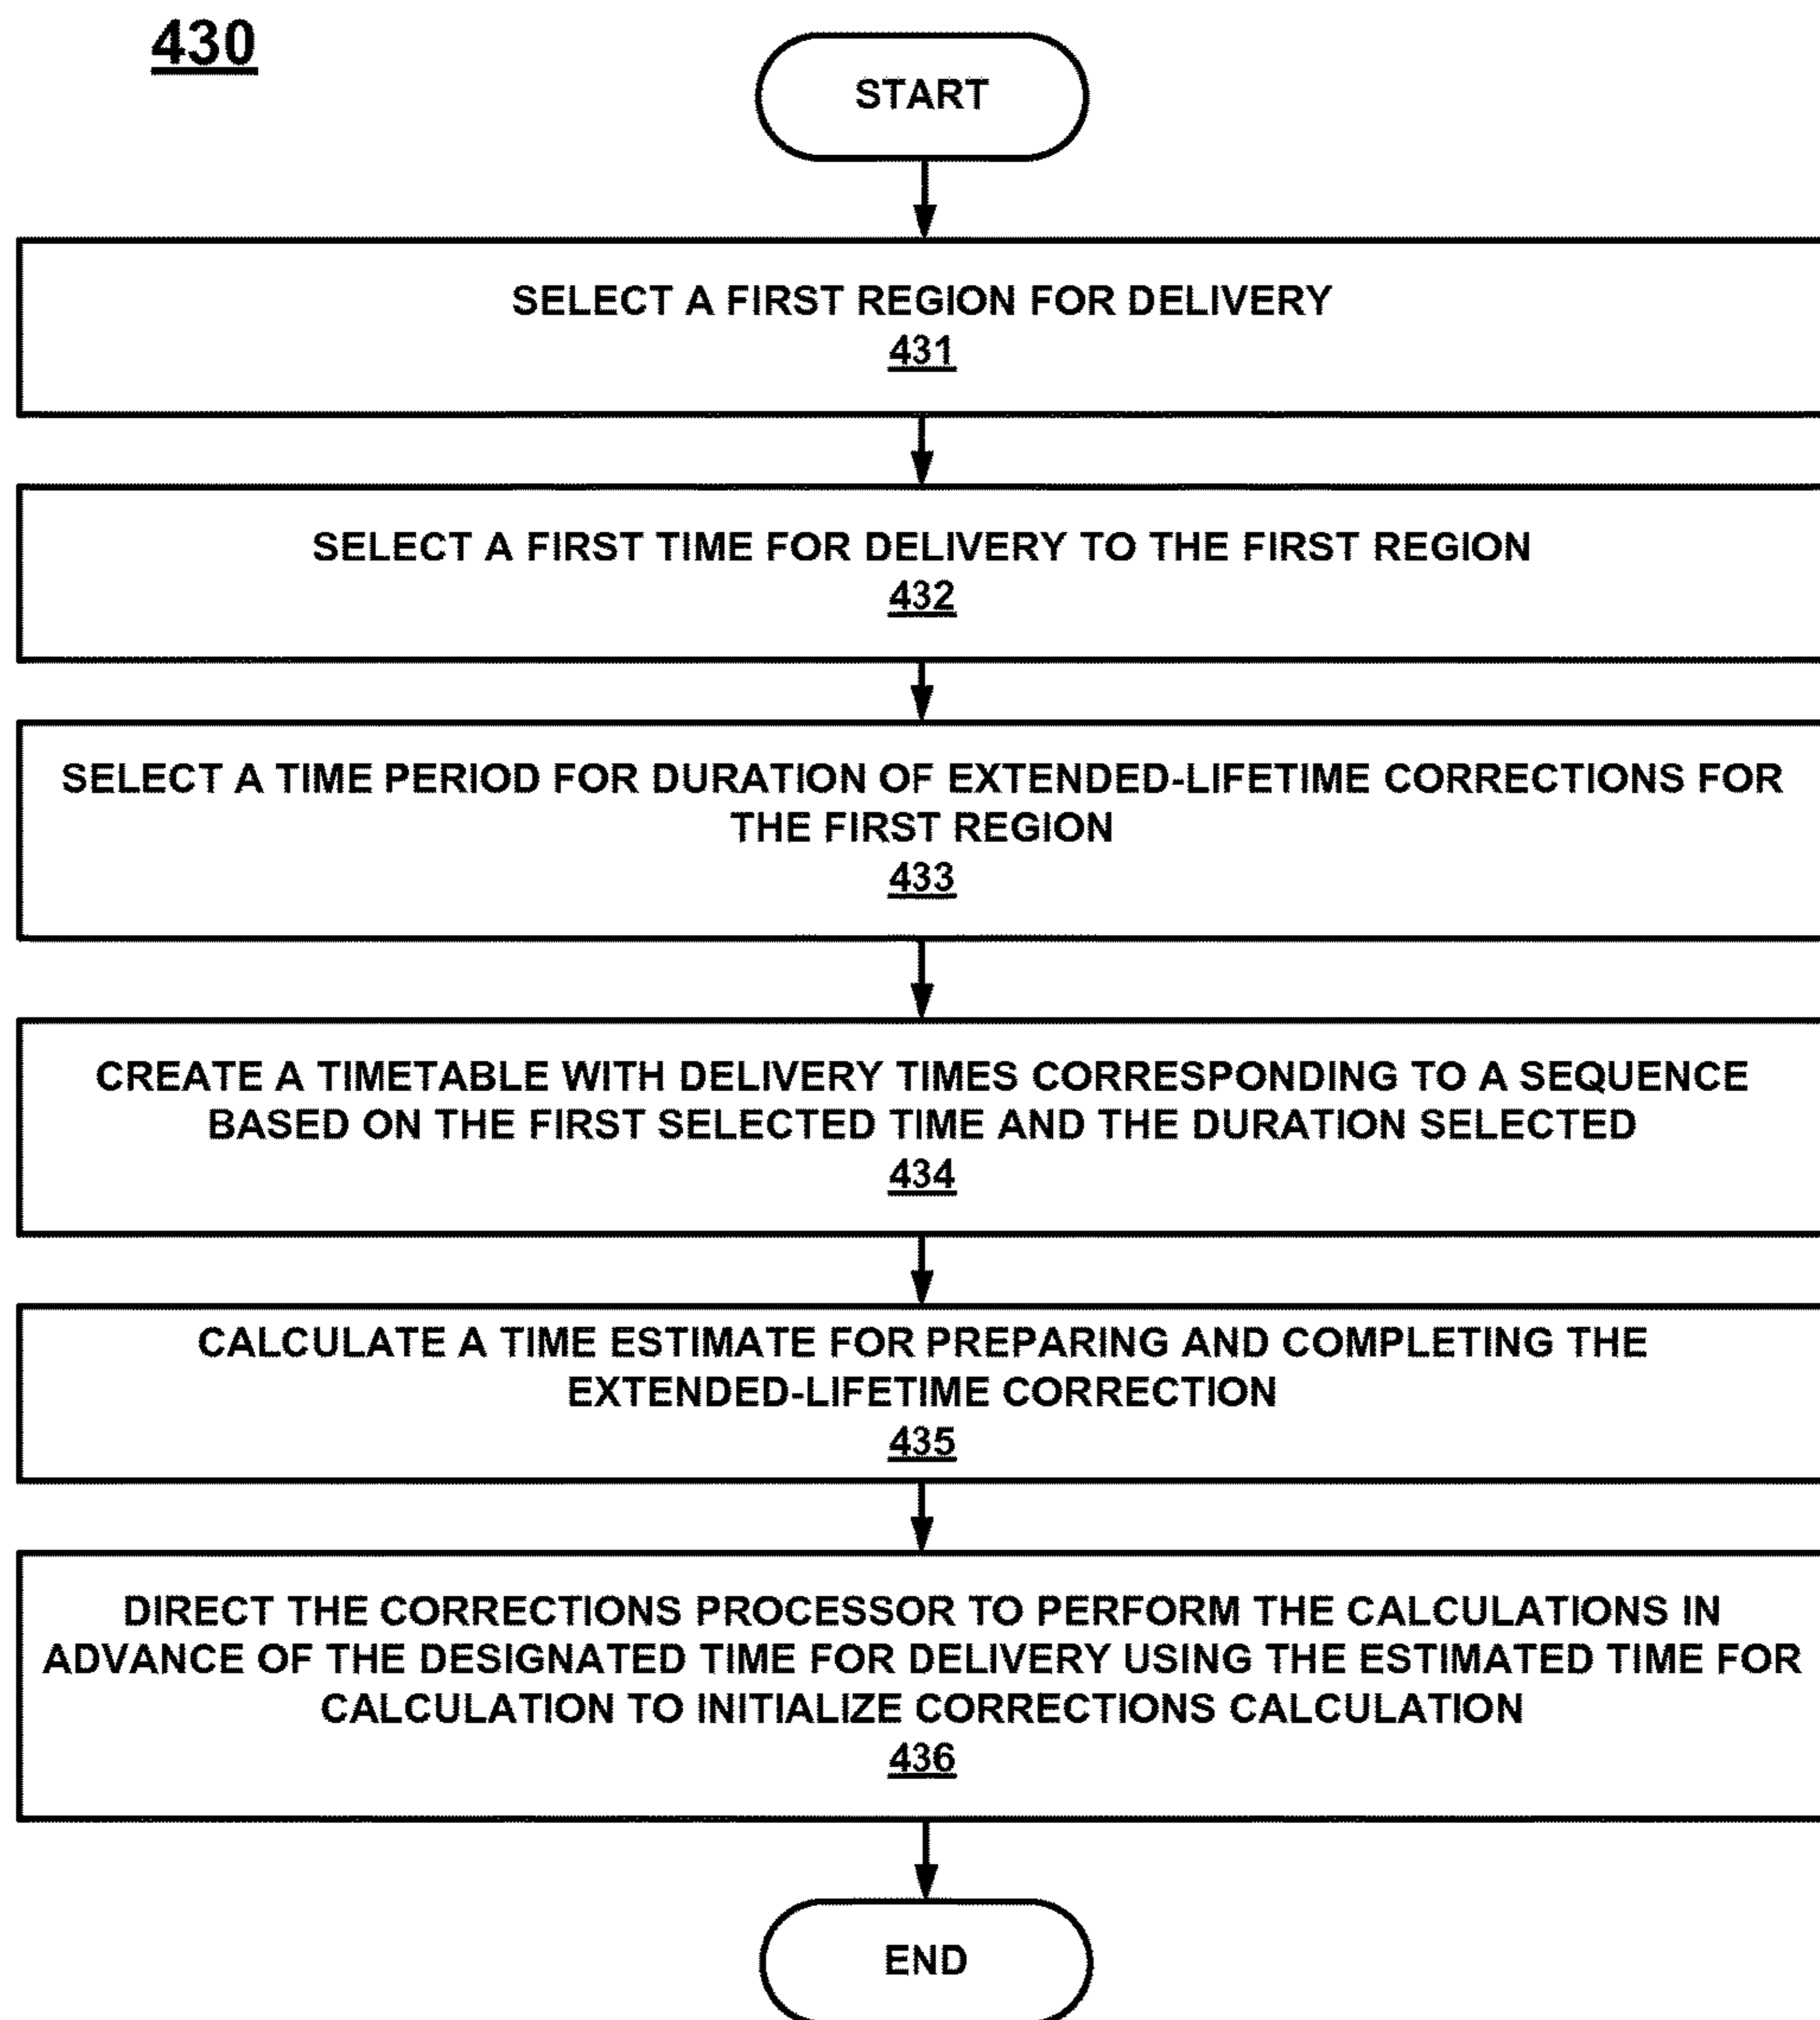 430
START
SELECT A FIRST REGION FOR DELIVERY
431
SELECT A FIRST TIME FOR DELIVERY TO THE FIRST REGION
432
SELECT A TIME PERIOD FOR DURATION OF EXTENDED-LIFETIME CORRECTIONS FOR
THE FIRST REGION
433
CREATE A TIMETABLE WITH DELIVERY TIMES CORRESPONDING TO A SEQUENCE
BASED ON THE FIRST SELECTED TIME AND THE DURATION SELECTED
434
CALCULATE A TIME ESTIMATE FOR PREPARING AND COMPLETING THE
EXTENDED-LIFETIME CORRECTION
435
DIRECT THE CORRECTIONS PROCESSOR TO PERFORM THE CALCULATIONS IN
ADVANCE OF THE DESIGNATED TIME FOR DELIVERY USING THE ESTIMATED TIME FOR
CALCULATION TO INITIALIZE CORRECTIONS CALCULATION
436
END